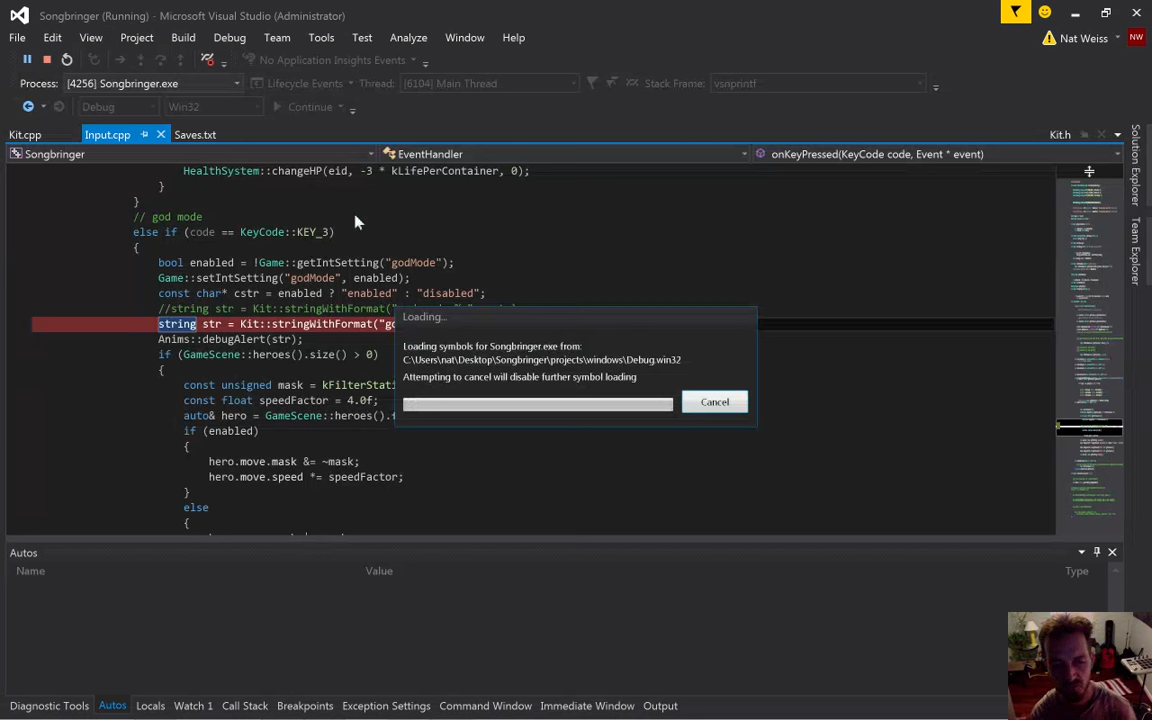 Songbringer (Running) - Microsoft Visual Studio (Administrator)
File Edit View Project Build Debug Team Tools Test Analyze Window Help
Nat Weiss NW
No Application Insights Events
Process: [4256] Songbringer.exe Lifecycle Events Thread: [6104] Main Thread Stack Frame: vsnprintf
Debug Win32 Continue
Kit.cpp Input.cpp Saves.txt Kit.h
Songbringer EventHandler onKeyPressed(KeyCode code, Event * event)
HealthSystem::changeHP(eid, -3 * kLifePerContainer, 0);
}
}
// god mode
else if (code == KeyCode::KEY_3)
{
bool enabled = !Game::getIntSetting("godMode");
Game::setIntSetting("godMode", enabled);
const char* cstr = enabled ? "enabled" : "disabled";
//string str = Kit::stringWithFormat(
string str = Kit::stringWithFormat("go
Anims::debugAlert(str);
if (GameScene::heroes().size() > 0)
{
const unsigned mask = kFilterStati
const float speedFactor = 4.0f;
auto& hero = GameScene::heroes().
if (enabled)
{
hero.move.mask &= ~mask;
hero.move.speed *= speedFactor;
}
else
{
Loading...
Loading symbols for Songbringer.exe from:
C:\Users\nat\Desktop\Songbringer\projects\windows\Debug.win32
Attempting to cancel will disable further symbol loading
Cancel
Solution Explorer
Team Explorer
Autos
Name Value Type
Diagnostic Tools Autos Locals Watch 1 Call Stack Breakpoints Exception Settings Command Window Immediate Window Output